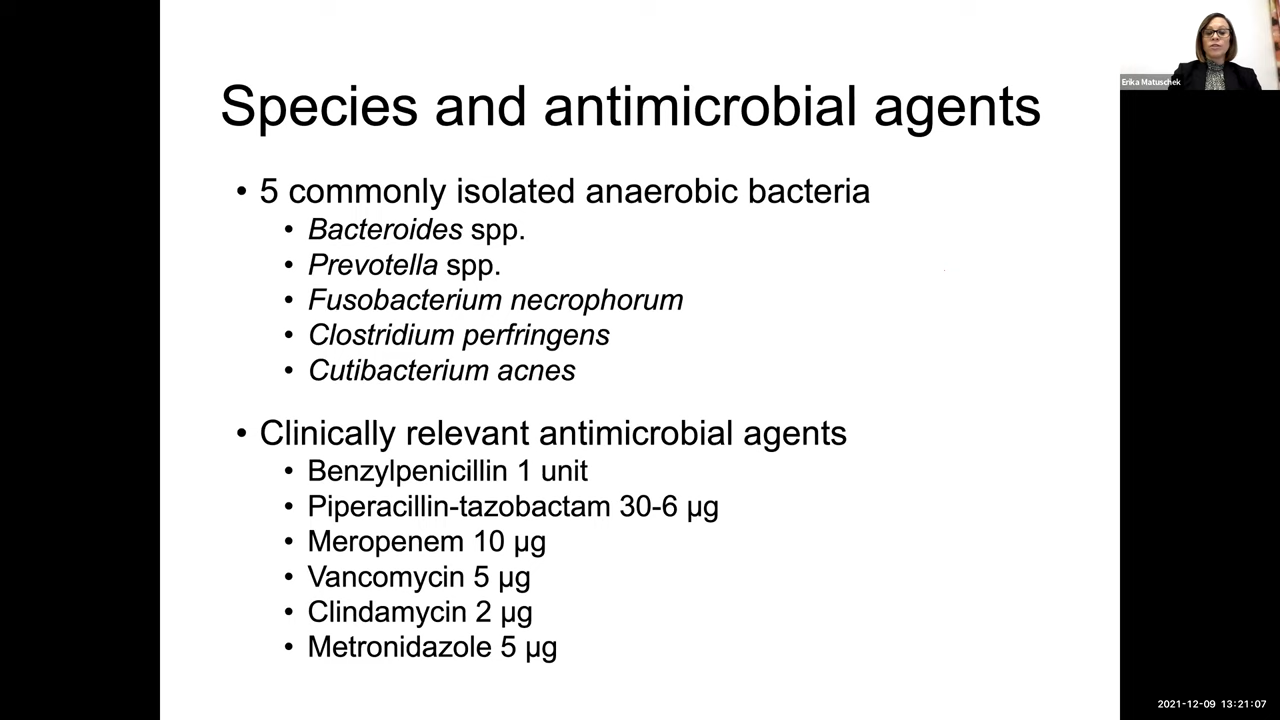 Erika Matuschek
Species and antimicrobial agents
• 5 commonly isolated anaerobic bacteria
• Bacteroides spp.
• Prevotella spp.
• Fusobacterium necrophorum
• Clostridium perfringens
• Cutibacterium acnes
• Clinically relevant antimicrobial agents
• Benzylpenicillin 1 unit
• Piperacillin-tazobactam 30-6 µg
• Meropenem 10 µg
• Vancomycin 5 µg
• Clindamycin 2 µg
• Metronidazole 5 µg
2021-12-09 13:21:07